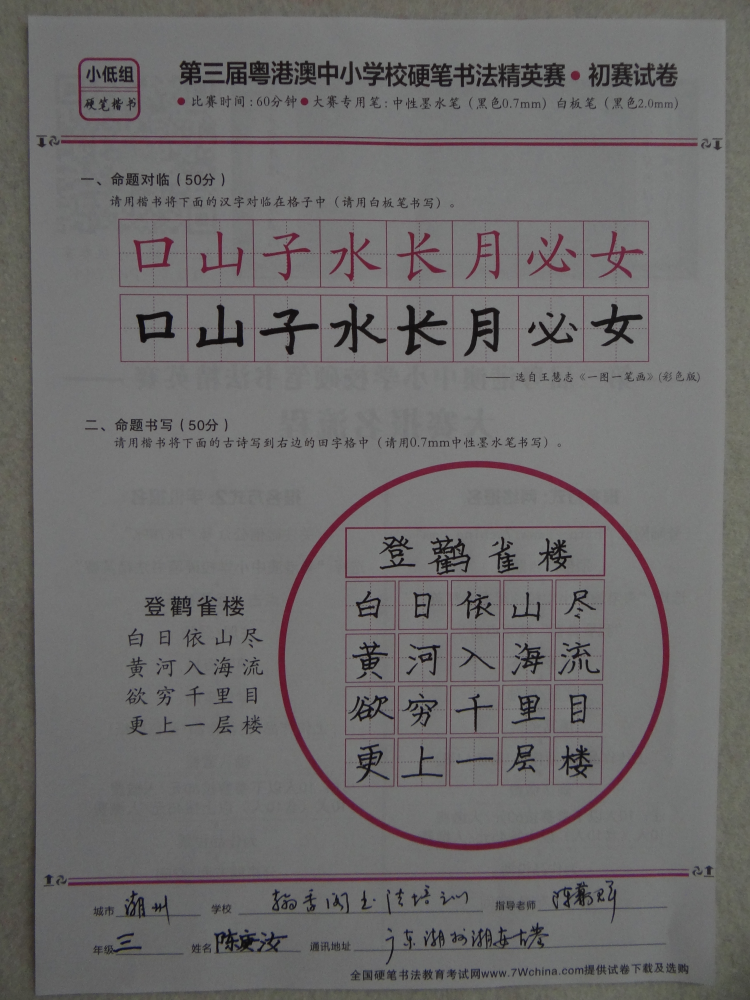 小低组
硬笔楷书
第三届粤港澳中小学校硬笔书法精英赛•初赛试卷
●比赛时间:60分钟●大赛专用笔:中性墨水笔(黑色0.7mm) 白板笔(黑色2.0mm)
一、命题对临(50分)
请用楷书将下面的汉字对临在格子中(请用白板笔书写)。
口山子水长月必女
口山子水长月必女
——选自王慧志《一图一笔画》(彩色版)
二、命题书写(50分)
请用楷书将下面的古诗写到右边的田字格中(请用0.7mm中性墨水笔书写)。
登鹳雀楼
白日依山尽
黄河入海流
欲穷千里目
更上一层楼
登鹳雀楼
白日依山尽
黄河入海流
欲穷千里目
更上一层楼
城市 潮州 学校 翰香阁书法培训 指导老师
年级 三 姓名 陈庾汝 通讯地址 广东潮州潮安古巷
全国硬笔书法教育考试网www.7Wchina.com提供试卷下载及选购